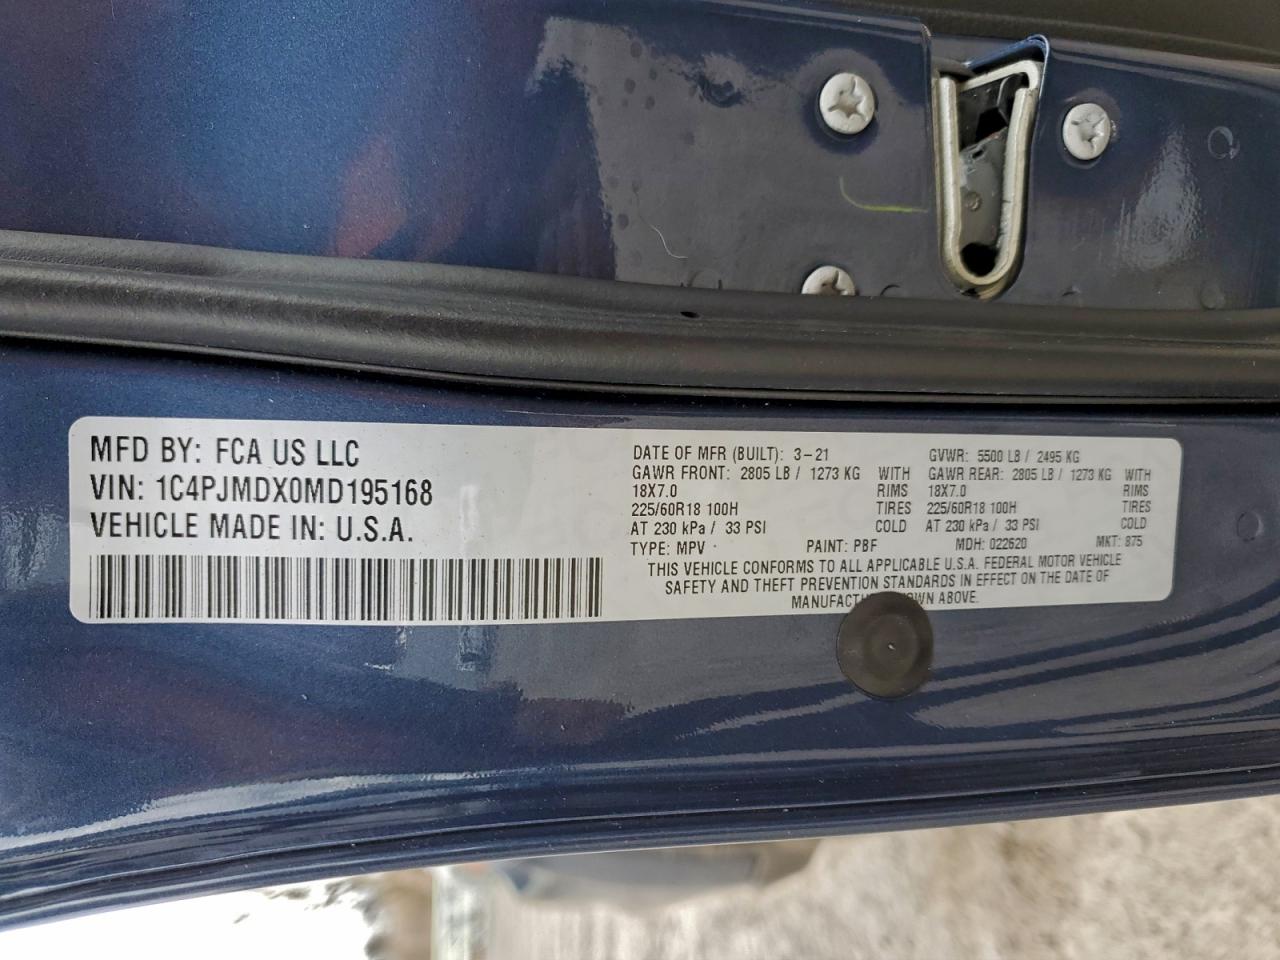 MFD BY: FCA US LLC
VIN: 1C4PJMDX0MD195168
VEHICLE MADE IN: U.S.A.
DATE OF MFR (BUILT): 3-21 GVWR: 5500 LB / 2495 KG
GAWR FRONT: 2805 LB / 1273 KG WITH GAWR REAR: 2805 LB / 1273 KG WITH
18X7.0 RIMS 18X7.0 RIMS
225/60R18 100H TIRES 225/60R18 100H TIRES
AT 230 kPa / 33 PSI COLD AT 230 kPa / 33 PSI COLD
TYPE: MPV PAINT: PBF MDH: 022620 MKT: 875
THIS VEHICLE CONFORMS TO ALL APPLICABLE U.S.A. FEDERAL MOTOR VEHICLE
SAFETY AND THEFT PREVENTION STANDARDS IN EFFECT ON THE DATE OF
ABOVE.